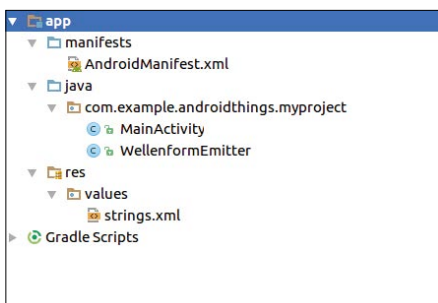 app
manifests
AndroidManifest.xml
java
com.example.androidthings.myproject
MainActivity
WellenformEmitter
res
values
strings.xml
Gradle Scripts